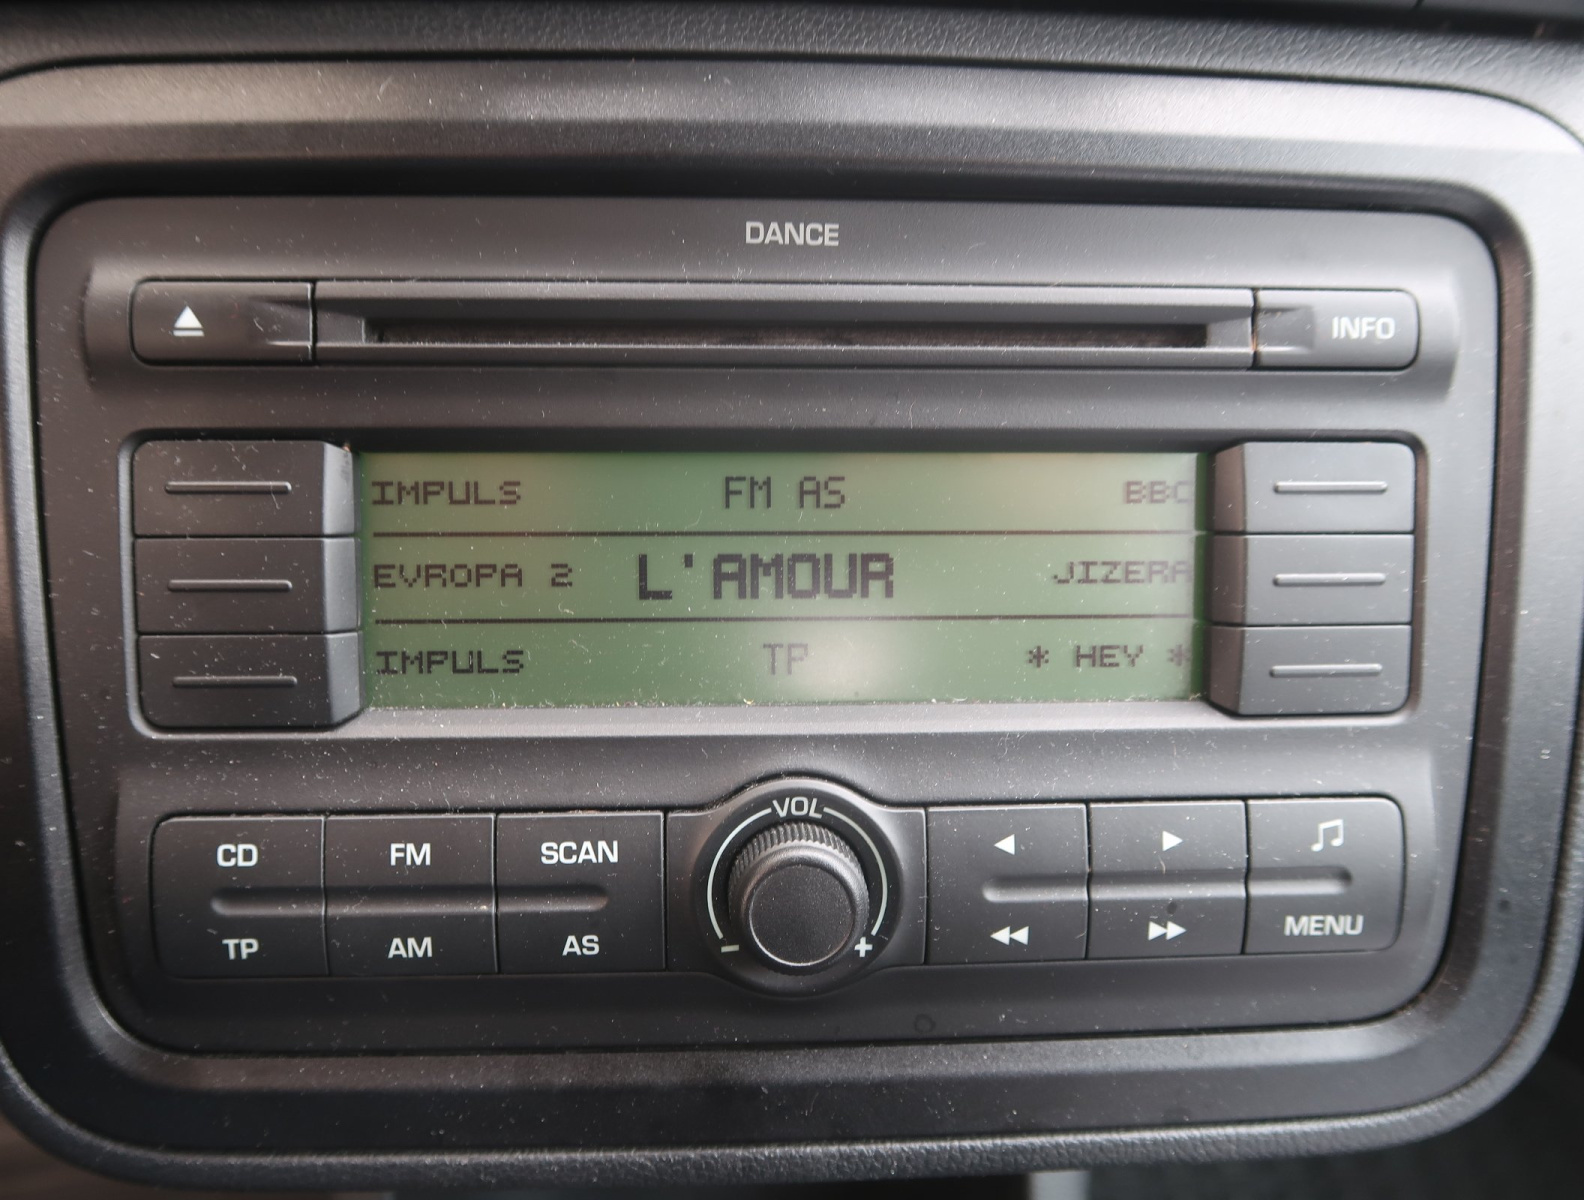 DANCE
INFO
IMPULS FM AS BBC
EVROPA 2 L'AMOUR JIZERA
IMPULS TP * HEY *
VOL
CD FM SCAN
TP AM AS - + MENU